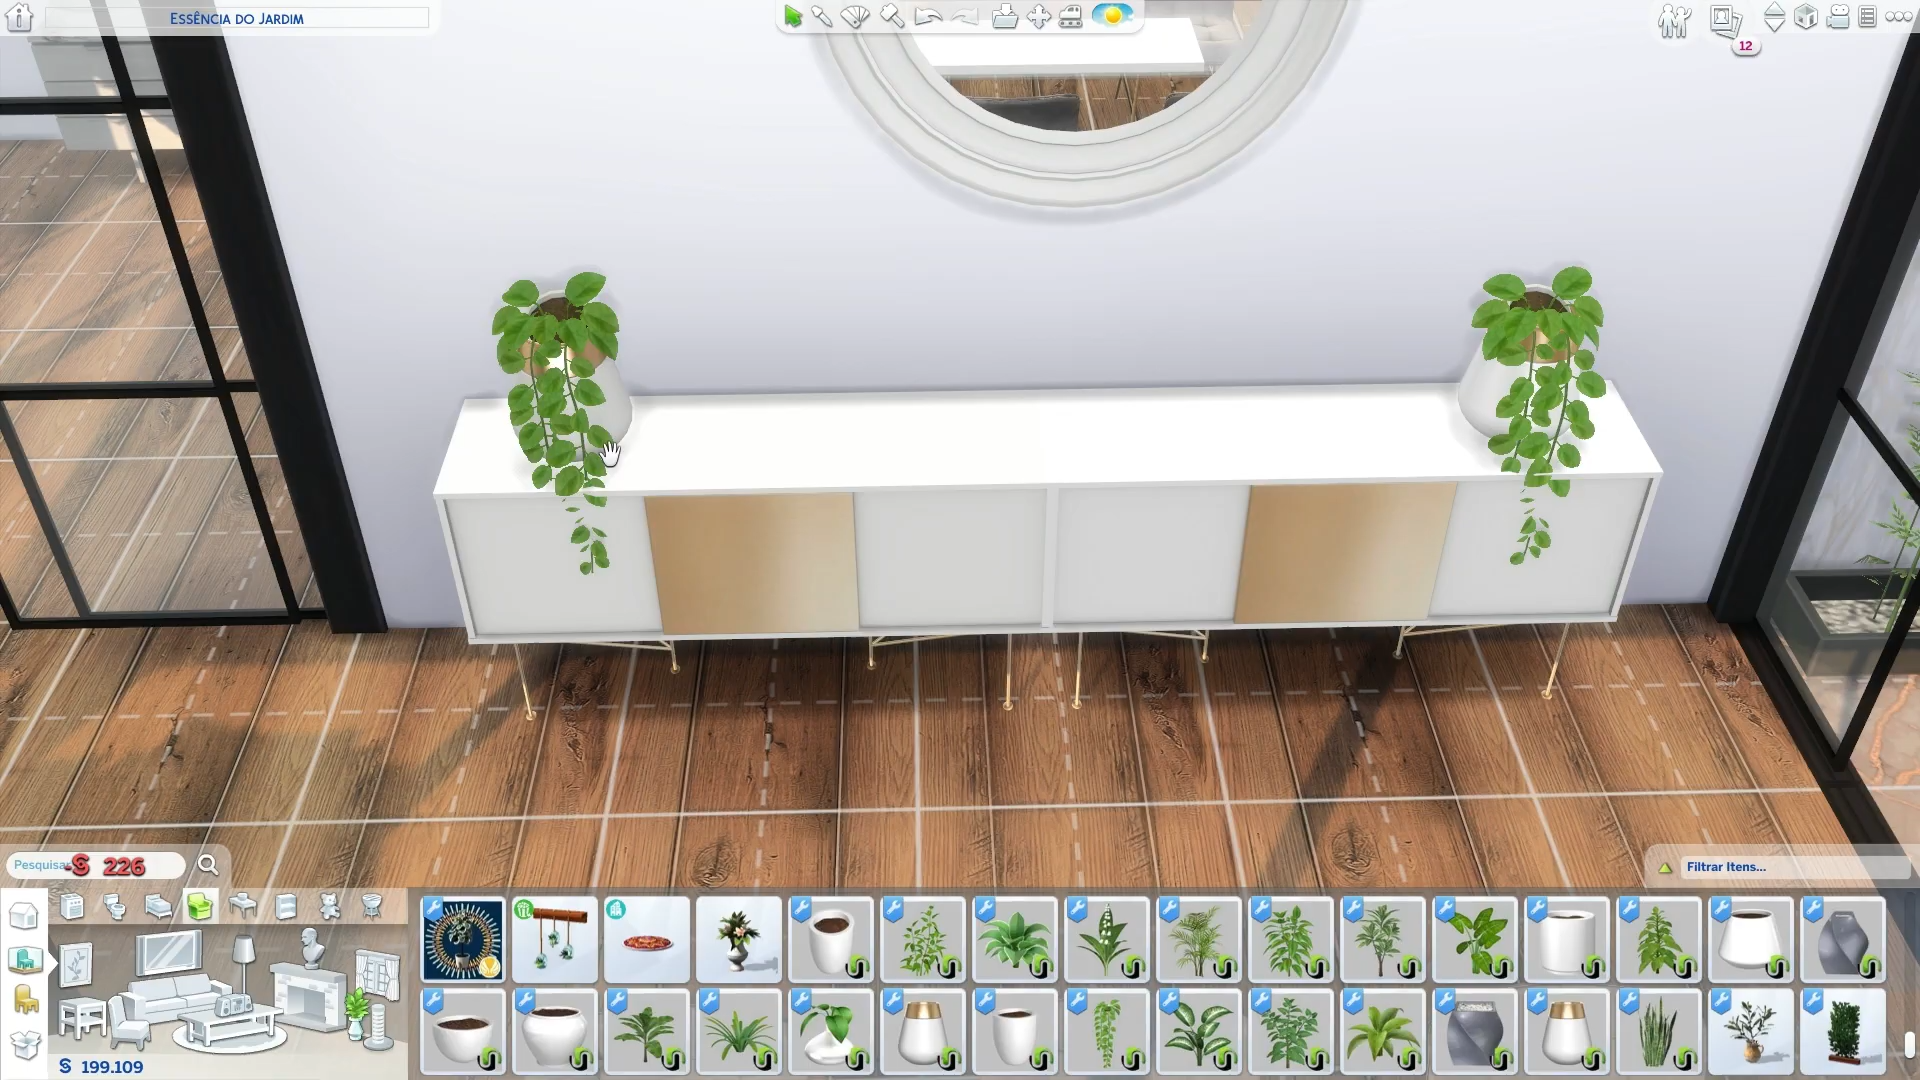 Essência do Jardim
12
Pesquisar
-§ 226
Filtrar Itens...
§ 199.109